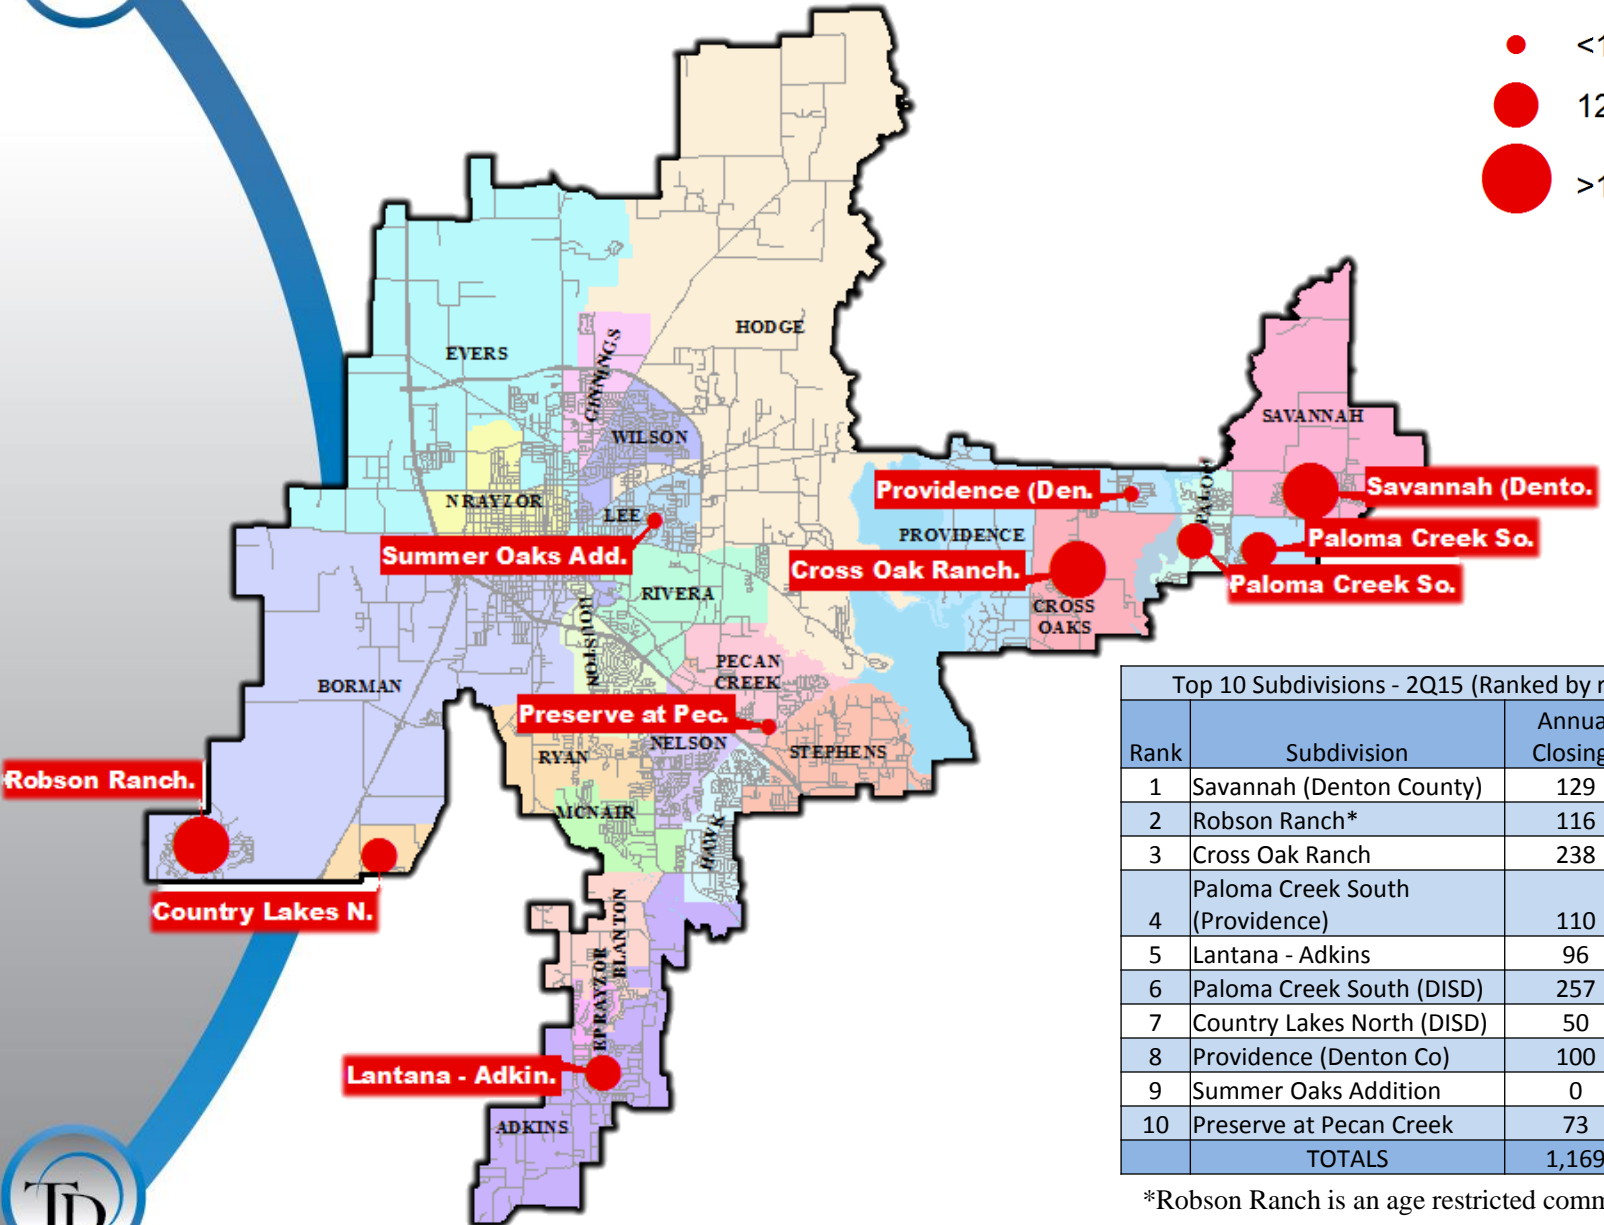 <1
12
>1
HODGE
EVERS
GINNINGS
WILSON
SAVANNAH
N RAYZOR
LEE
PROVIDENCE
Providence (Den.
PALOM
Savannah (Dento.
Summer Oaks Add.
Cross Oak Ranch.
Paloma Creek So.
Paloma Creek So.
RIVERA
HOUSTON
CROSS
OAKS
BORMAN
PECAN
CREEK
Preserve at Pec.
NELSON
STEPHENS
RYAN
MCNAIR
HAWK
Robson Ranch.
Country Lakes N.
BLANTON
EP RAYZOR
Lantana - Adkin.
ADKINS
TD
Top 10 Subdivisions - 2Q15 (Ranked by r
Rank Subdivision Annua
Closing
1 Savannah (Denton County) 129
2 Robson Ranch* 116
3 Cross Oak Ranch 238
4 Paloma Creek South
(Providence) 110
5 Lantana - Adkins 96
6 Paloma Creek South (DISD) 257
7 Country Lakes North (DISD) 50
8 Providence (Denton Co) 100
9 Summer Oaks Addition 0
10 Preserve at Pecan Creek 73
TOTALS 1,169
*Robson Ranch is an age restricted comm